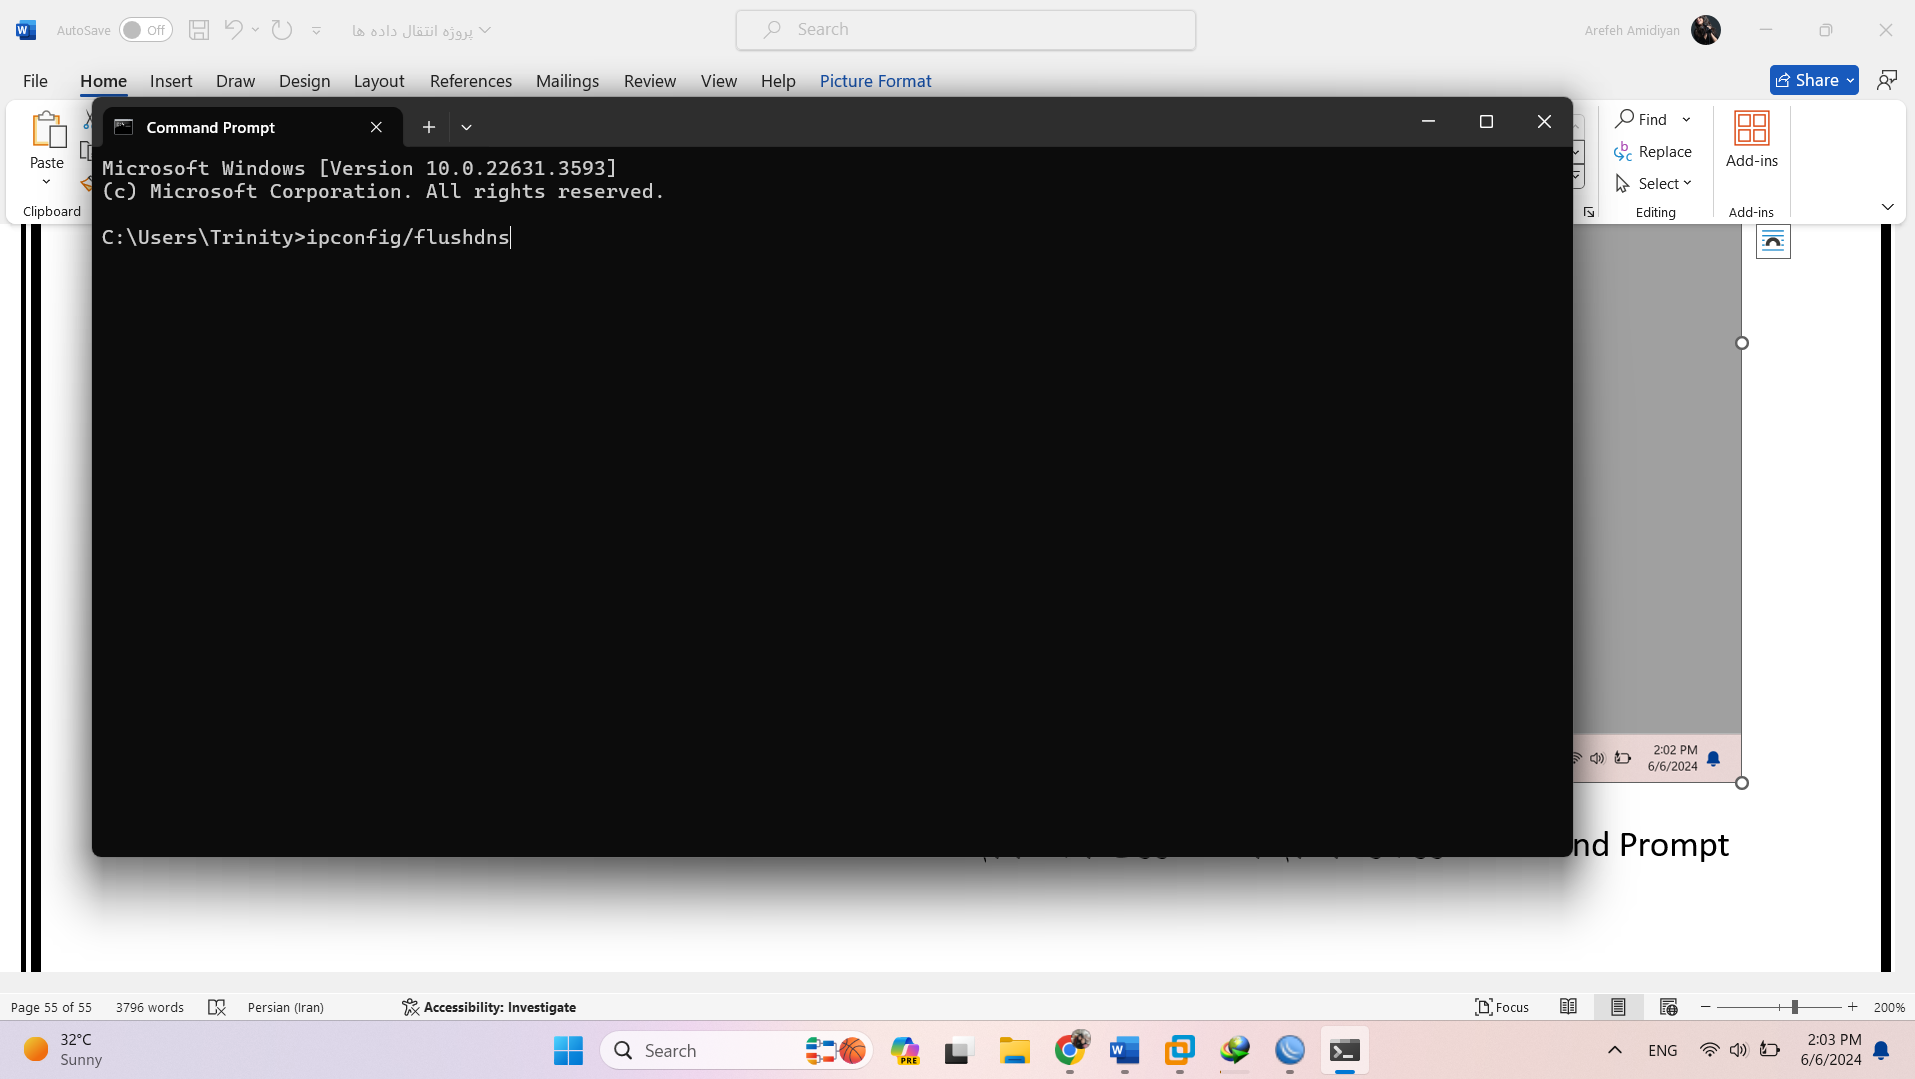 AutoSave Off پروژه انتقال داده ها Search Arefeh Amidiyan
File Home Insert Draw Design Layout References Mailings Review View Help Picture Format Share
Paste
Clipboard
Find
Replace
Select
Editing
Add-ins
Add-ins
Command Prompt
Microsoft Windows [Version 10.0.22631.3593]
(c) Microsoft Corporation. All rights reserved.
C:\Users\Trinity>ipconfig/flushdns
2:02 PM
6/6/2024
nd Prompt
Page 55 of 55 3796 words Persian (Iran) Accessibility: Investigate Focus 200%
32°C
Sunny
Search
PRE
ENG
2:03 PM
6/6/2024